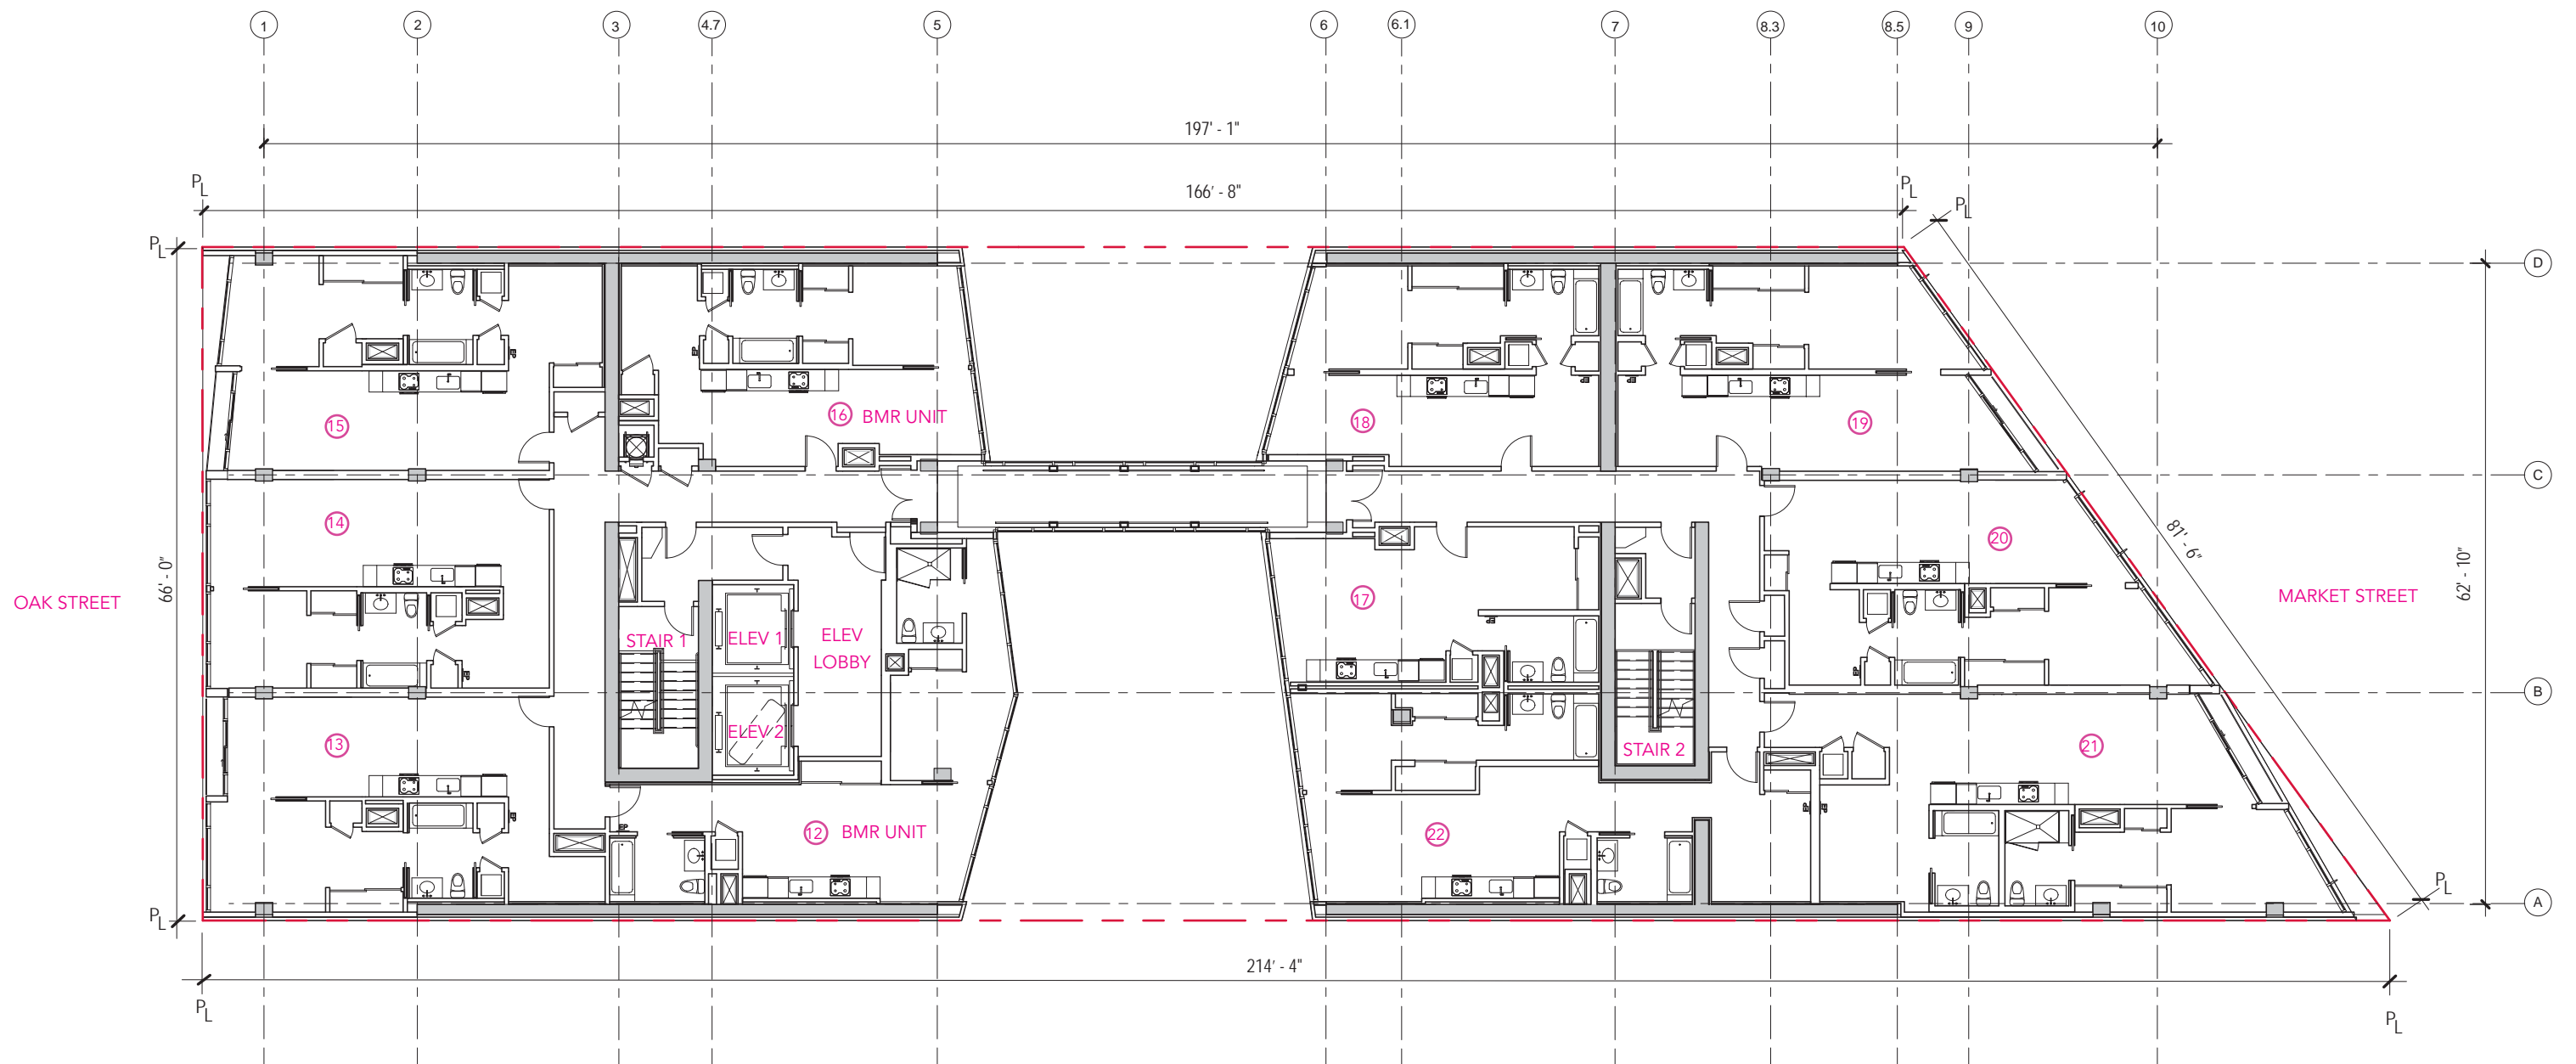 1 2 3 4.7 5 6 6.1 7 8.3 8.5 9 10
197' - 1"
166' - 8"
PL PL PL
PL
D
15
16 BMR UNIT
18
19
C
14
20
81' - 6"
66' - 0"
62' - 10"
OAK STREET
MARKET STREET
17
STAIR 1
ELEV 1
ELEV
LOBBY
B
ELEV 2
STAIR 2
13
21
12 BMR UNIT
22
PL
PL
A
214' - 4"
PL
PL